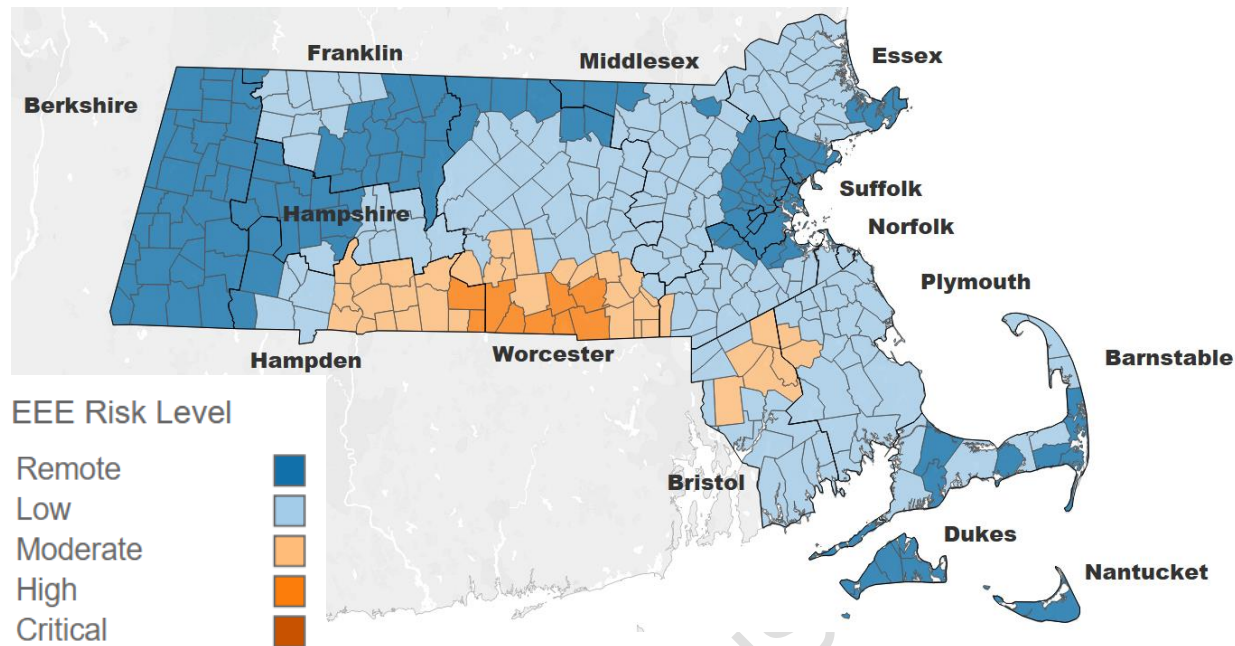 Franklin
Middlesex
Essex
Berkshire
Suffolk
Hampshire
Norfolk
Plymouth
Worcester
Barnstable
Hampden
EEE Risk Level
Remote
Low
Bristol
Moderate
Dukes
High
Nantucket
Critical